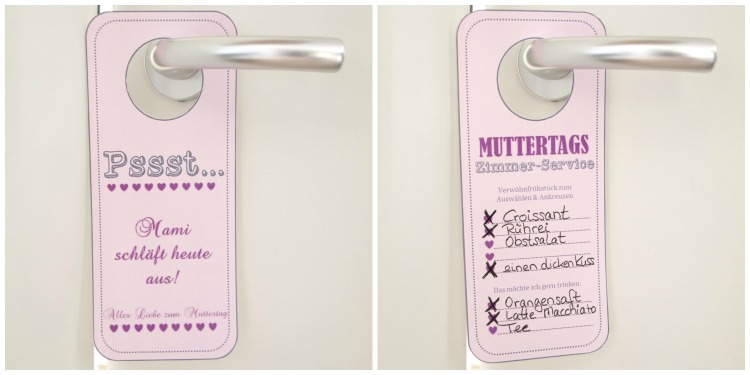 Pssst...
Mami
schläft heute
aus!
Alles Liebe zum Muttertag
MUTTERTAGS
Zimmer-Service
Verwöhnfrühstück zum
Auswählen & Ankreuzen
Croissant
Rührei
Obstsalat
einen dicken Kuss
Das möchte ich gern trinken:
Orangensaft
Latte Macchiato
Tee